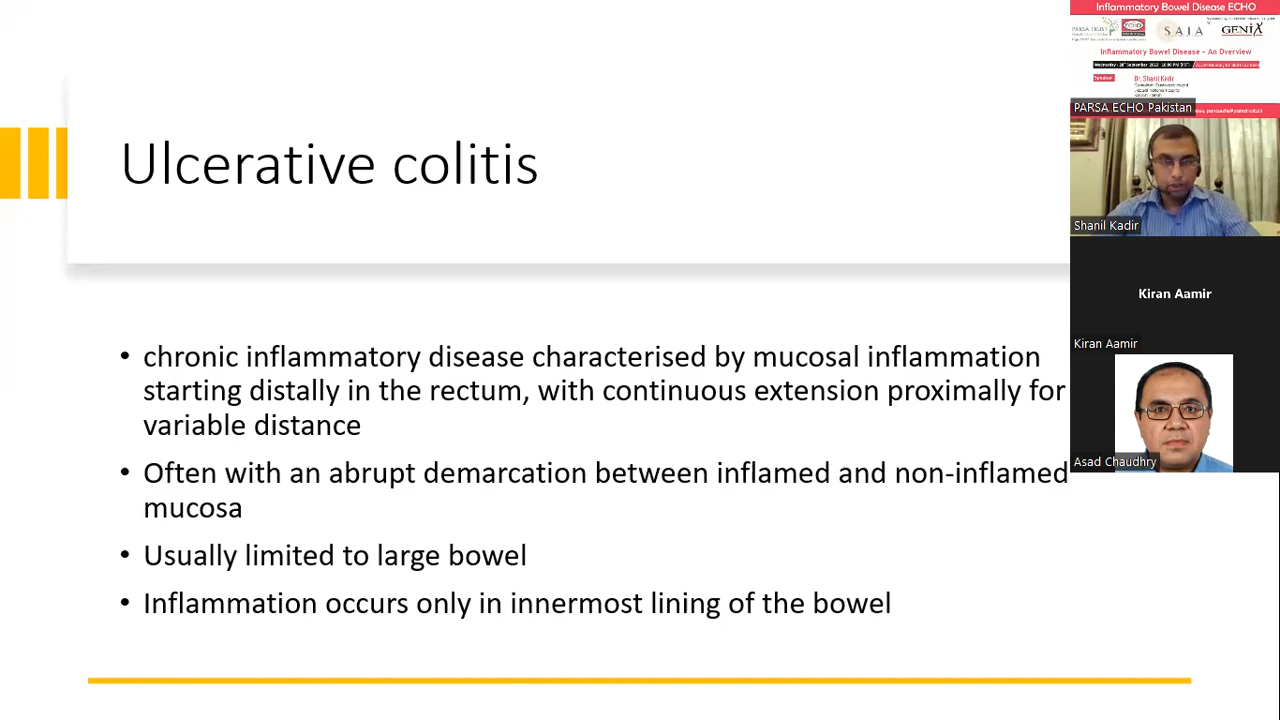 Inflammatory Bowel Disease ECHO
PARSA TRUST
ECHO
SAIA
GENIX
Inflammatory Bowel Disease - An Overview
Speaker
Dr. Shanil Kadir
PARSA ECHO Pakistan
Ulcerative colitis
Shanil Kadir
Kiran Aamir
Kiran Aamir
• chronic inflammatory disease characterised by mucosal inflammation
starting distally in the rectum, with continuous extension proximally for
variable distance
Asad Chaudhry
• Often with an abrupt demarcation between inflamed and non-inflamed
mucosa
• Usually limited to large bowel
• Inflammation occurs only in innermost lining of the bowel